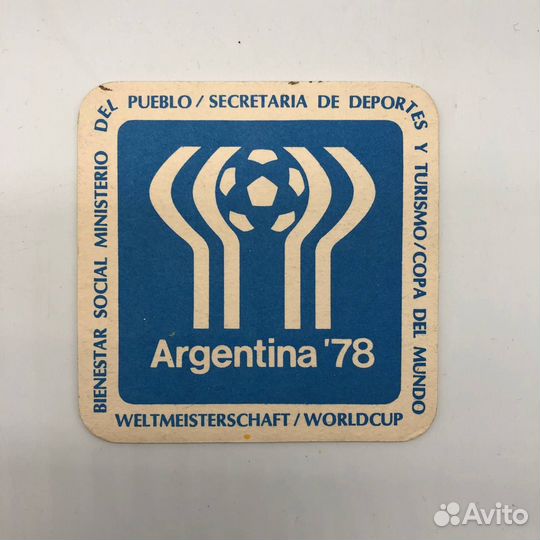 BIENESTAR SOCIAL MINISTERIO DEL PUEBLO / SECRETARIA DE DEPORTES Y TURISMO / COPA DEL MUNDO
Argentina '78
WELTMEISTERSCHAFT / WORLDCUP
Avito